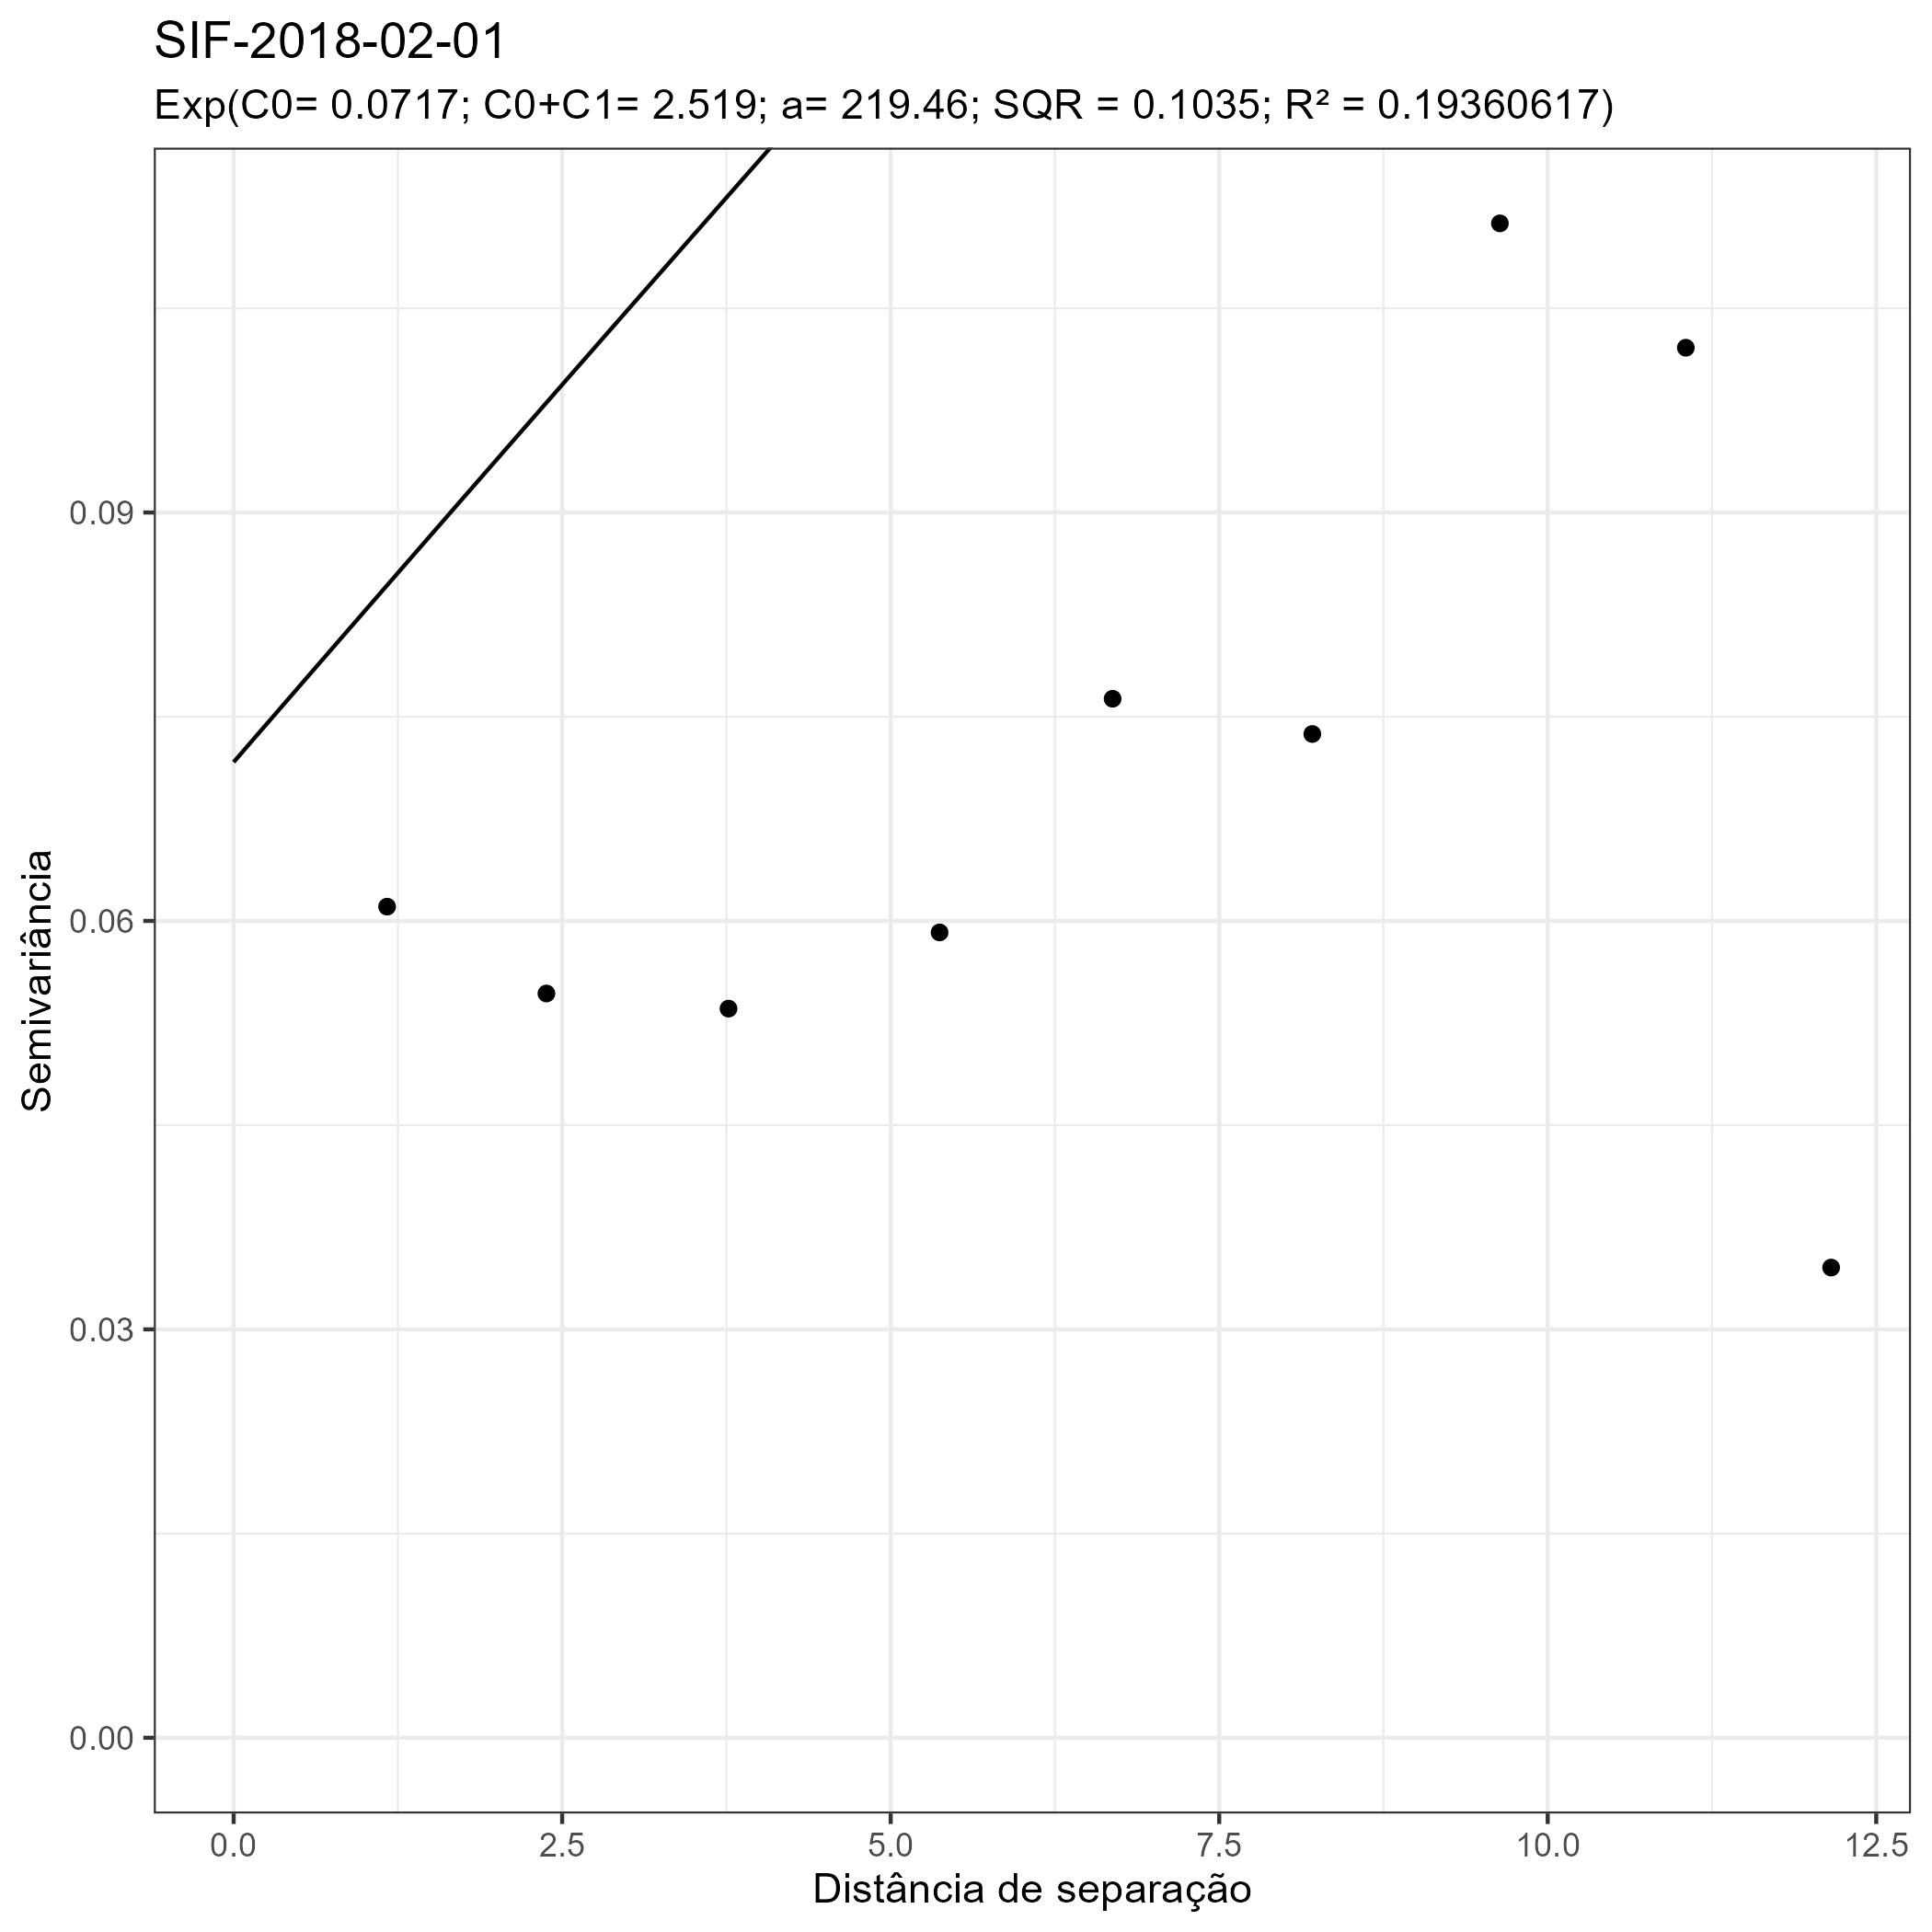 SIF-2018-02-01
Exp(C0= 0.0717; C0+C1= 2.519; a= 219.46; SQR = 0.1035; R² = 0.19360617)
0.09
0.06
0.03
0.00
Semivariância
0.0 2.5 5.0 7.5 10.0 12.5
Distância de separação